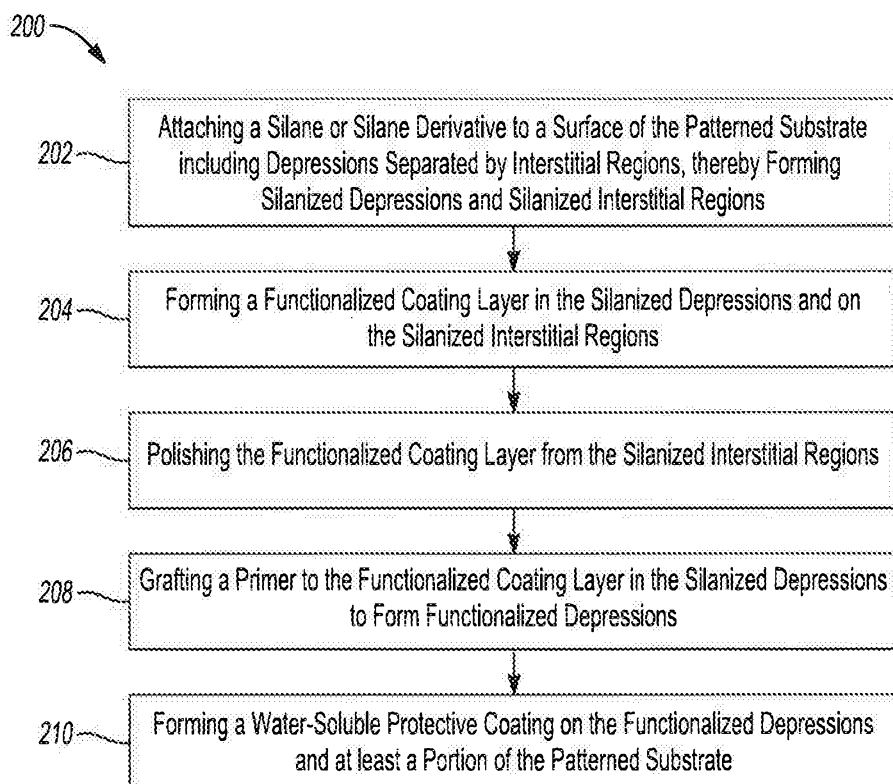 200
202
Attaching a Silane or Silane Derivative to a Surface of the Patterned Substrate
including Depressions Separated by Interstitial Regions, thereby Forming
Silanized Depressions and Silanized Interstitial Regions
204
Forming a Functionalized Coating Layer in the Silanized Depressions and on
the Silanized Interstitial Regions
206
Polishing the Functionalized Coating Layer from the Silanized Interstitial Regions
208
Grafting a Primer to the Functionalized Coating Layer in the Silanized Depressions
to Form Functionalized Depressions
210
Forming a Water-Soluble Protective Coating on the Functionalized Depressions
and at least a Portion of the Patterned Substrate